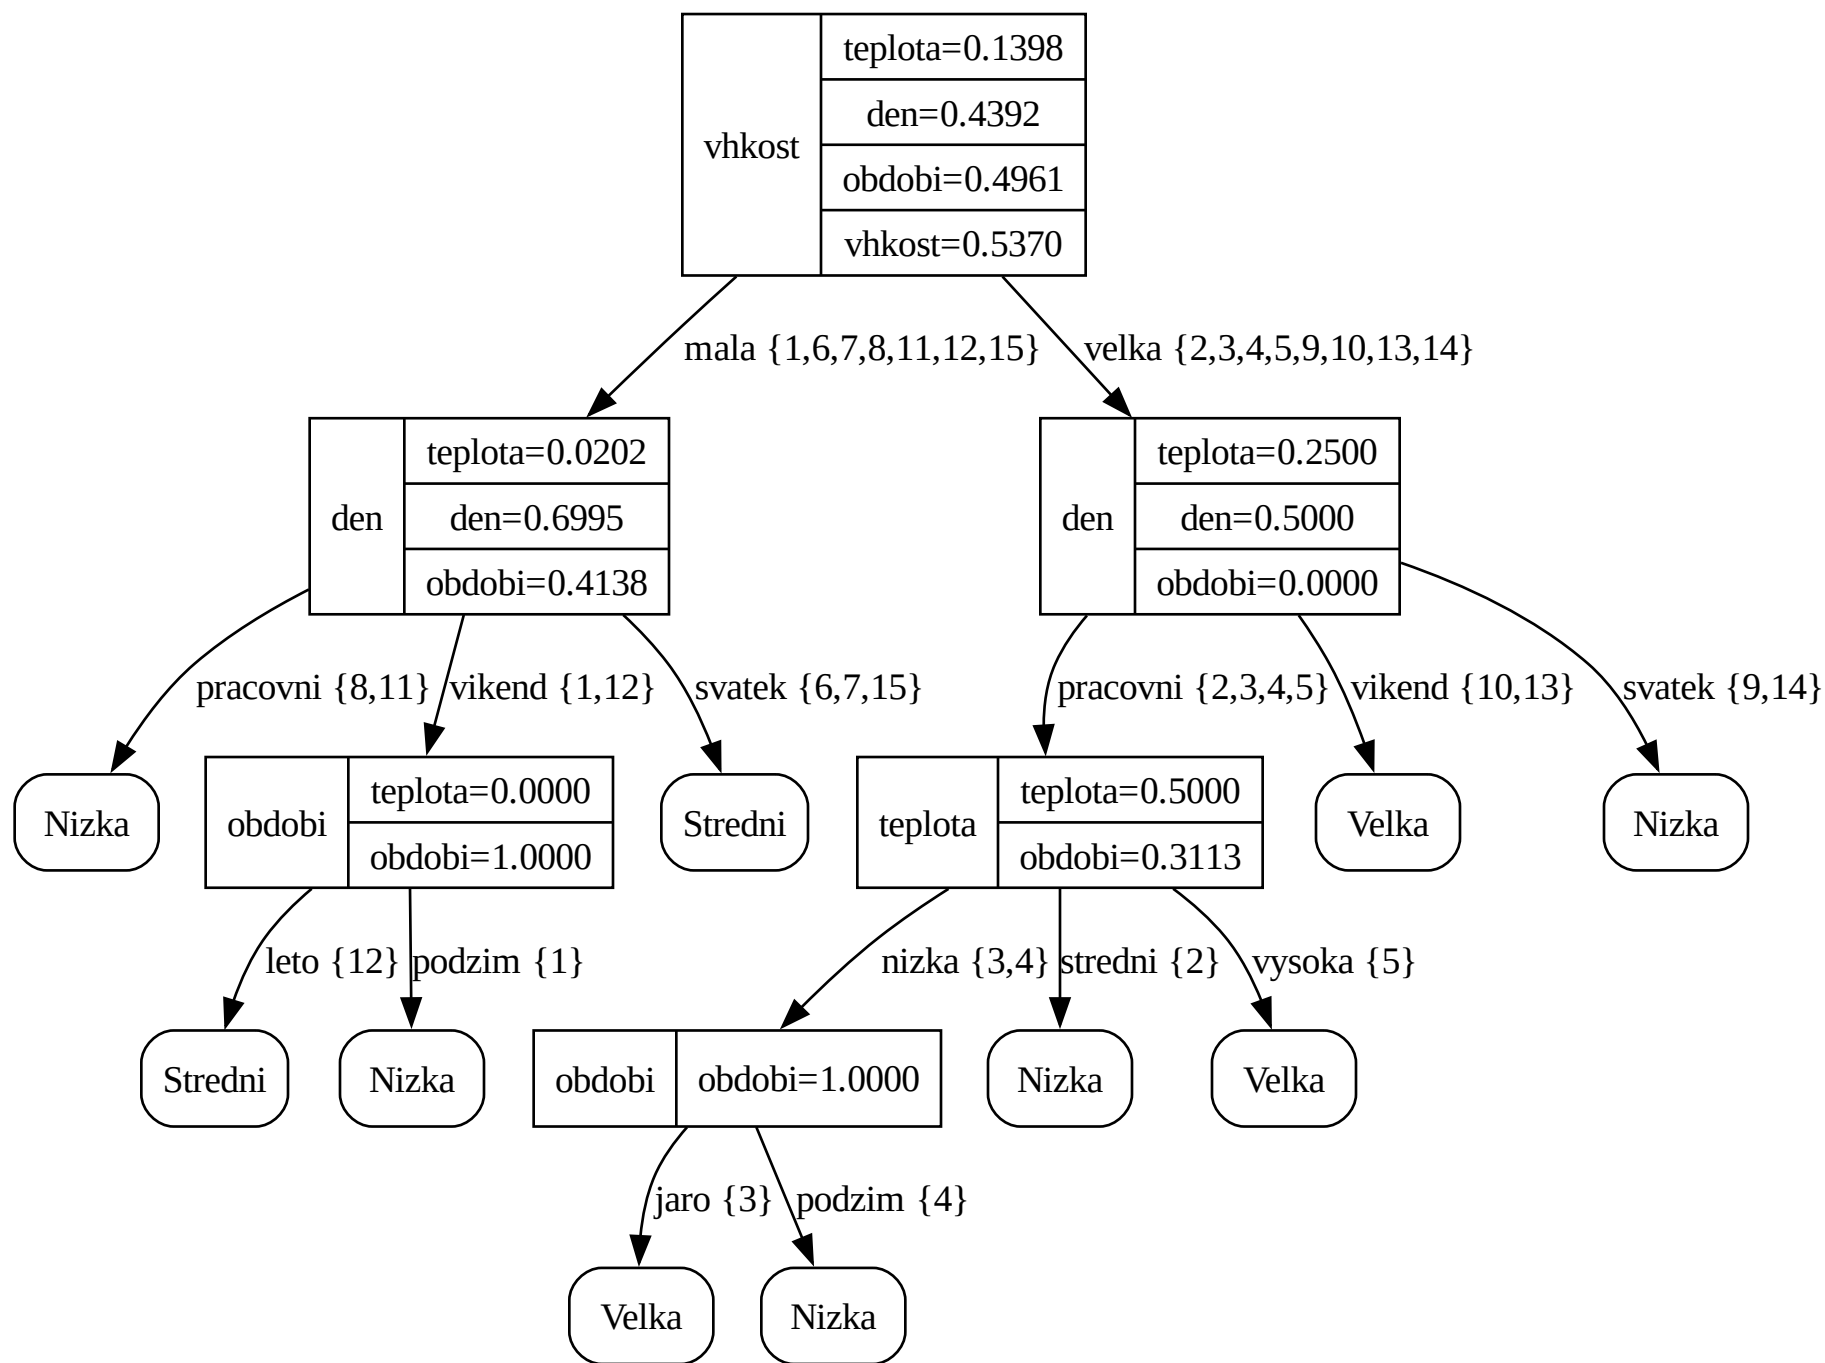 vhkost
teplota=0.1398
den=0.4392
obdobi=0.4961
vhkost=0.5370
mala {1,6,7,8,11,12,15}
velka {2,3,4,5,9,10,13,14}
den
teplota=0.0202
den=0.6995
obdobi=0.4138
den
teplota=0.2500
den=0.5000
obdobi=0.0000
pracovni {8,11}
vikend {1,12}
svatek {6,7,15}
pracovni {2,3,4,5}
vikend {10,13}
svatek {9,14}
Nizka
obdobi
teplota=0.0000
obdobi=1.0000
Stredni
teplota
teplota=0.5000
obdobi=0.3113
Velka
Nizka
leto {12}
podzim {1}
nizka {3,4}
stredni {2}
vysoka {5}
Stredni
Nizka
obdobi
obdobi=1.0000
Nizka
Velka
jaro {3}
podzim {4}
Velka
Nizka